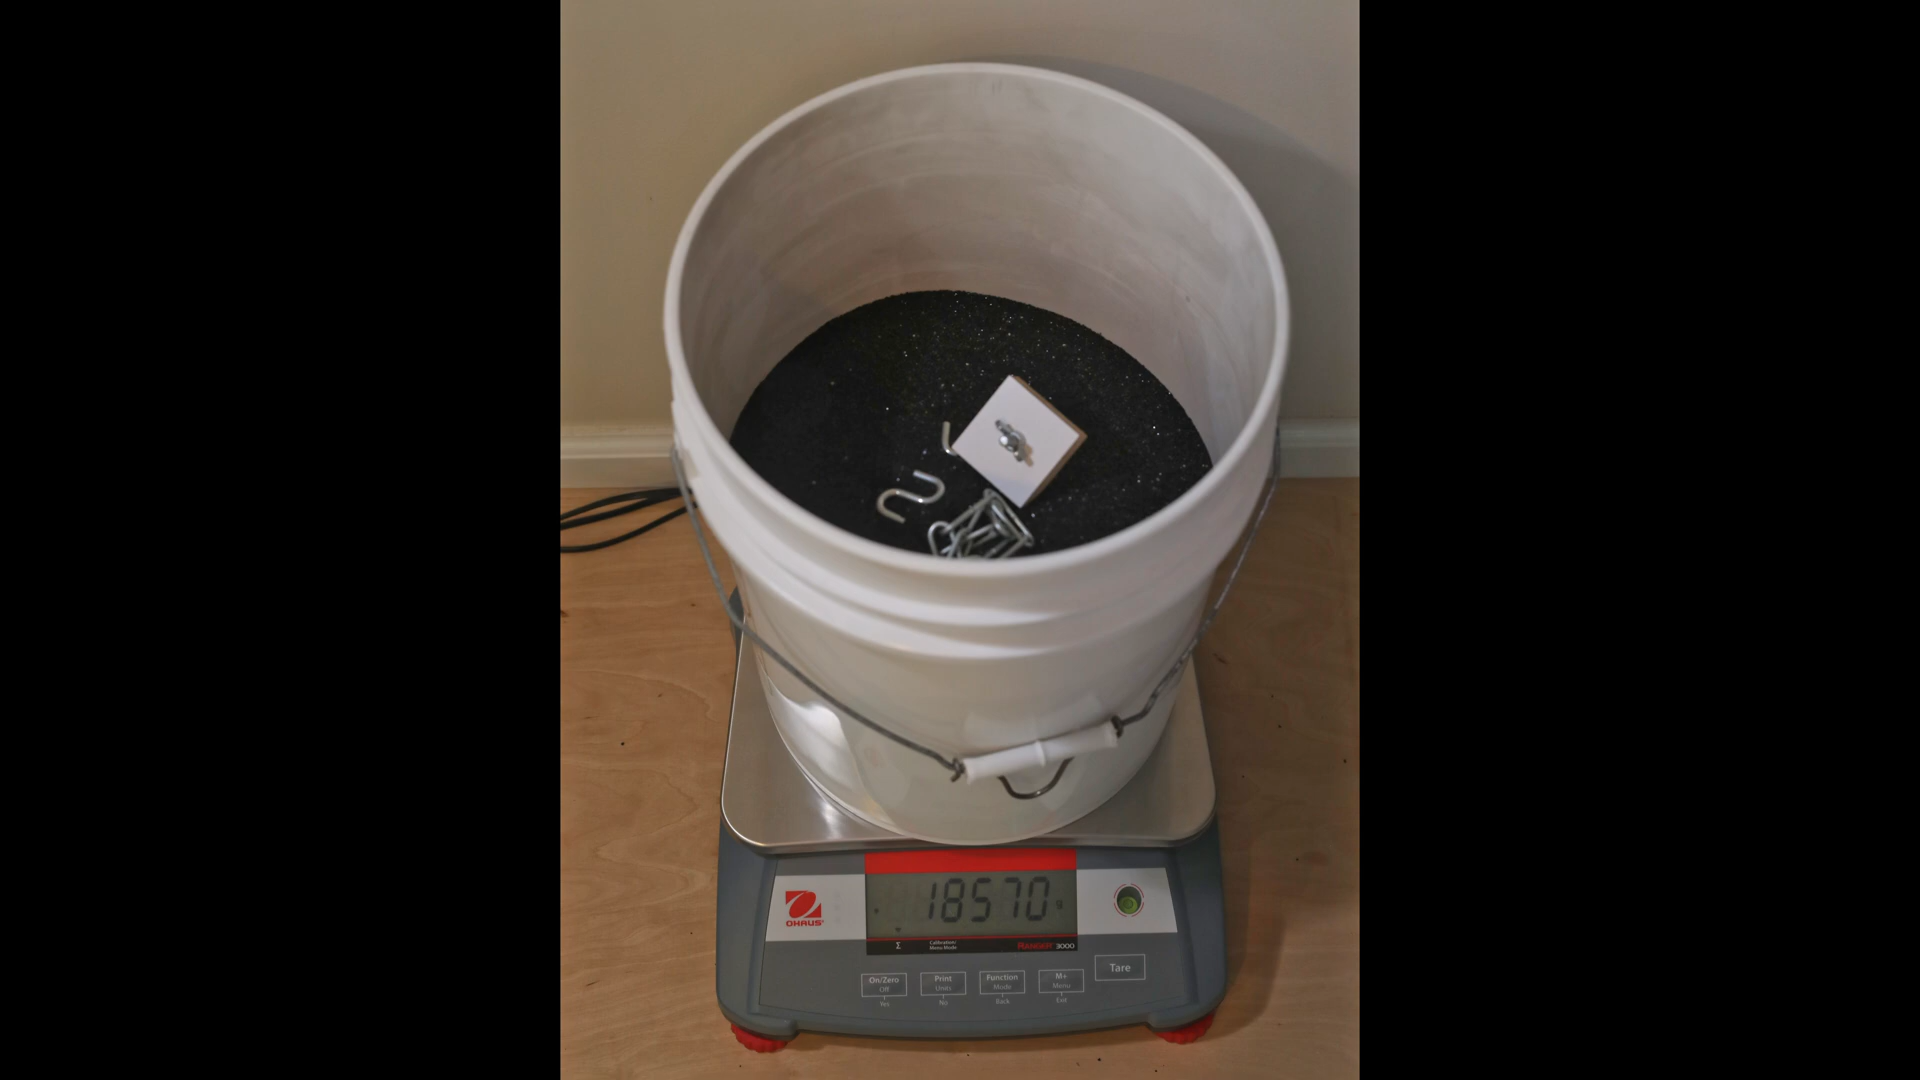 18570 g
OHAUS
Σ Calibration/
Menu Mode
RANGER 3000
On/Zero
Off
Yes
Print
Units
No
Function
Mode
Back
M+
Menu
Exit
Tare